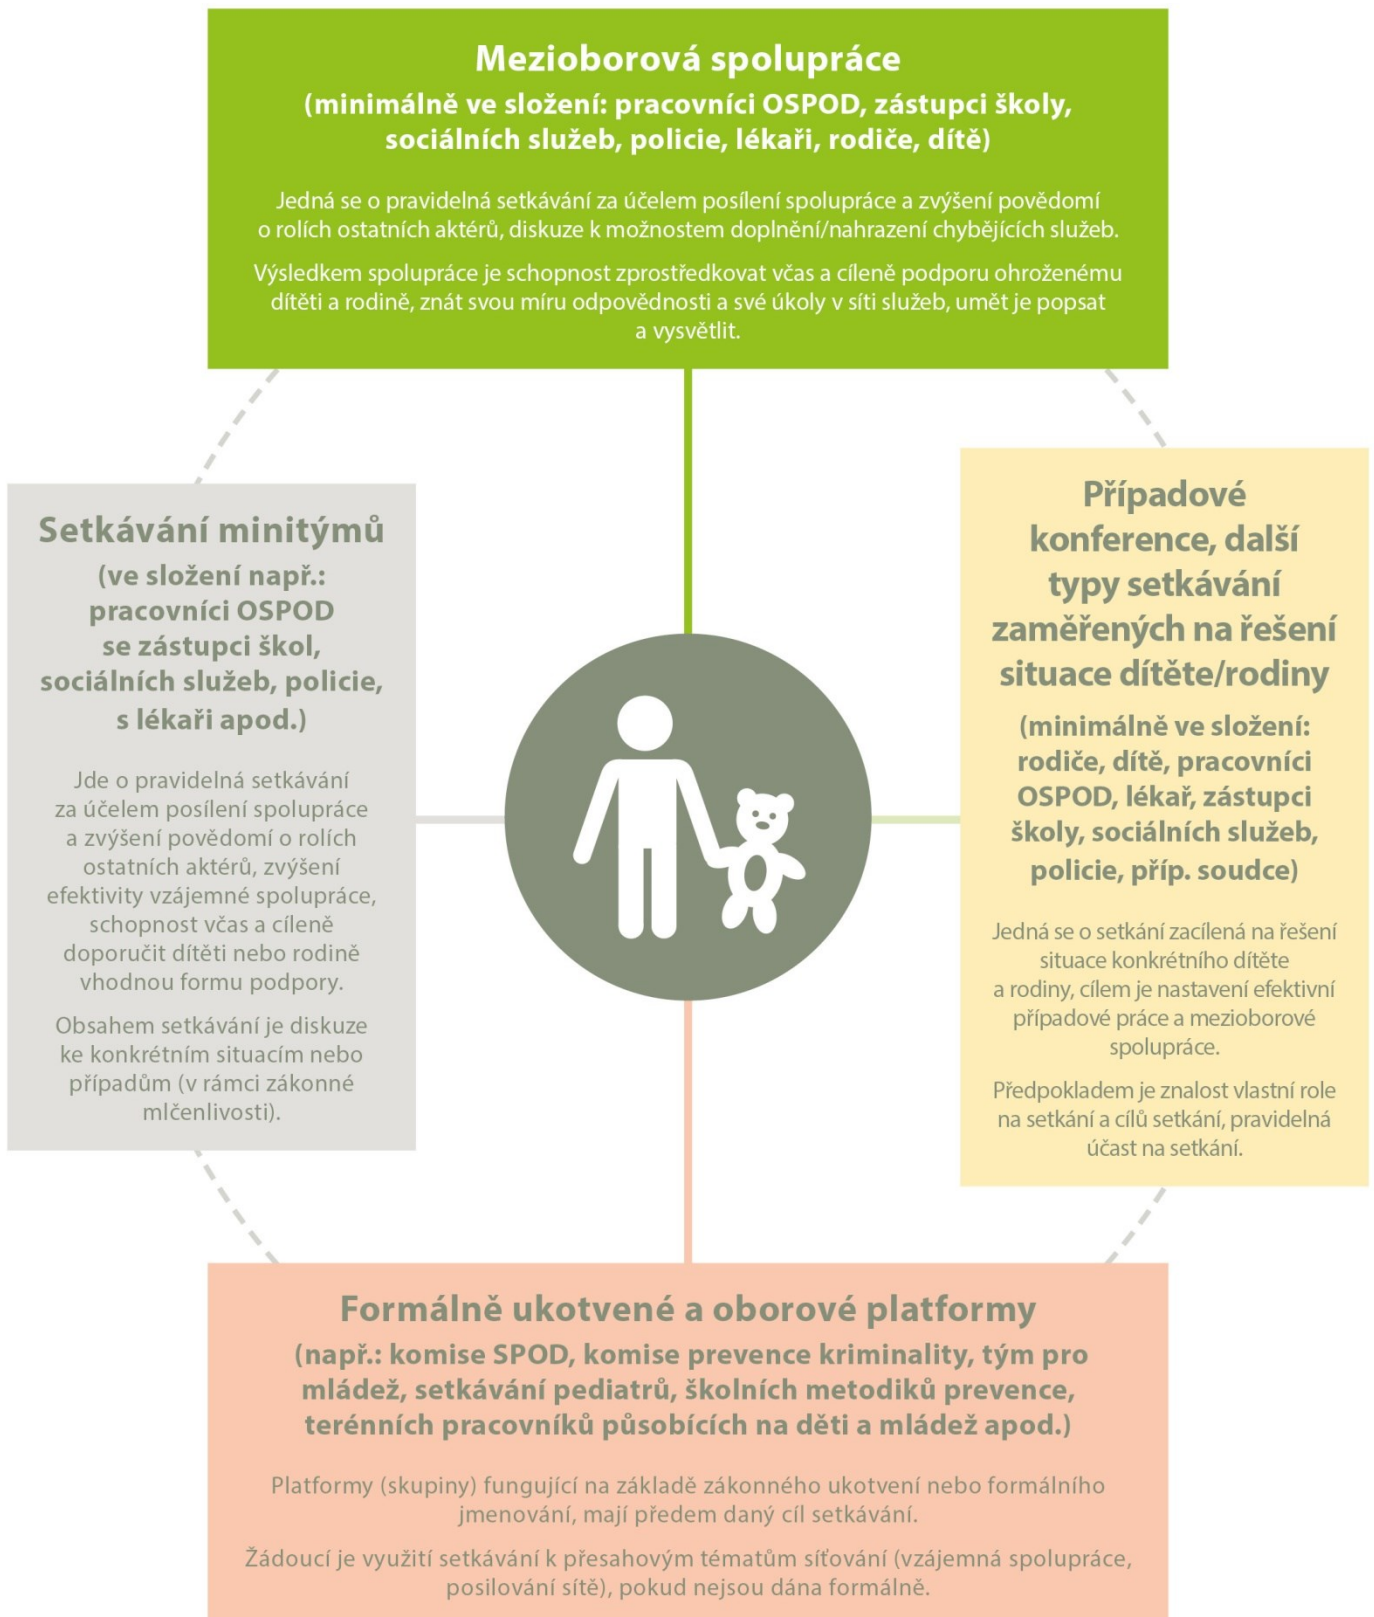 Mezioborová spolupráce
(minimálně ve složení: pracovníci OSPOD, zástupci školy,
sociálních služeb, policie, lékaři, rodiče, dítě)
Jedná se o pravidelná setkávání za účelem posílení spolupráce a zvýšení povědomí
o rolích ostatních aktérů, diskuze k možnostem doplnění/nahrazení chybějících služeb.
Výsledkem spolupráce je schopnost zprostředkovat včas a cíleně podporu ohroženému
dítěti a rodině, znát svou míru odpovědnosti a své úkoly v síti služeb, umět je popsat
a vysvětlit.
Setkávání minitýmů
(ve složení např.:
pracovníci OSPOD
se zástupci škol,
sociálních služeb, policie,
s lékaři apod.)
Jde o pravidelná setkávání
za účelem posílení spolupráce
a zvýšení povědomí o rolích
ostatních aktérů, zvýšení
efektivity vzájemné spolupráce,
schopnost včas a cíleně
doporučit dítěti nebo rodině
vhodnou formu podpory.
Obsahem setkávání je diskuze
ke konkrétním situacím nebo
případům (v rámci zákonné
mlčenlivosti).
Případové
konference, další
typy setkávání
zaměřených na řešení
situace dítěte/rodiny
(minimálně ve složení:
rodiče, dítě, pracovníci
OSPOD, lékař, zástupci
školy, sociálních služeb,
policie, příp. soudce)
Jedná se o setkání zacílená na řešení
situace konkrétního dítěte
a rodiny, cílem je nastavení efektivní
případové práce a mezioborové
spolupráce.
Předpokladem je znalost vlastní role
na setkání a cílů setkání, pravidelná
účast na setkání.
Formálně ukotvené a oborové platformy
(např.: komise SPOD, komise prevence kriminality, tým pro
mládež, setkávání pediatrů, školních metodiků prevence,
terénních pracovníků působících na děti a mládež apod.)
Platformy (skupiny) fungující na základě zákonného ukotvení nebo formálního
jmenování, mají předem daný cíl setkávání.
Žádoucí je využití setkávání k přesahovým tématům síťování (vzájemná spolupráce,
posilování sítě), pokud nejsou dána formálně.